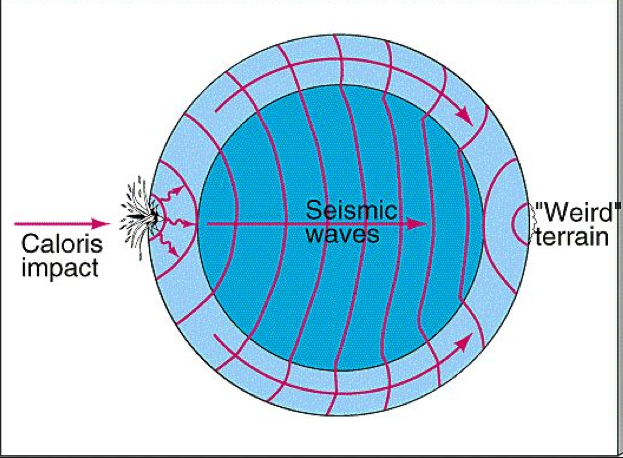 Caloris
impact
Seismic
waves
"Weird"
terrain